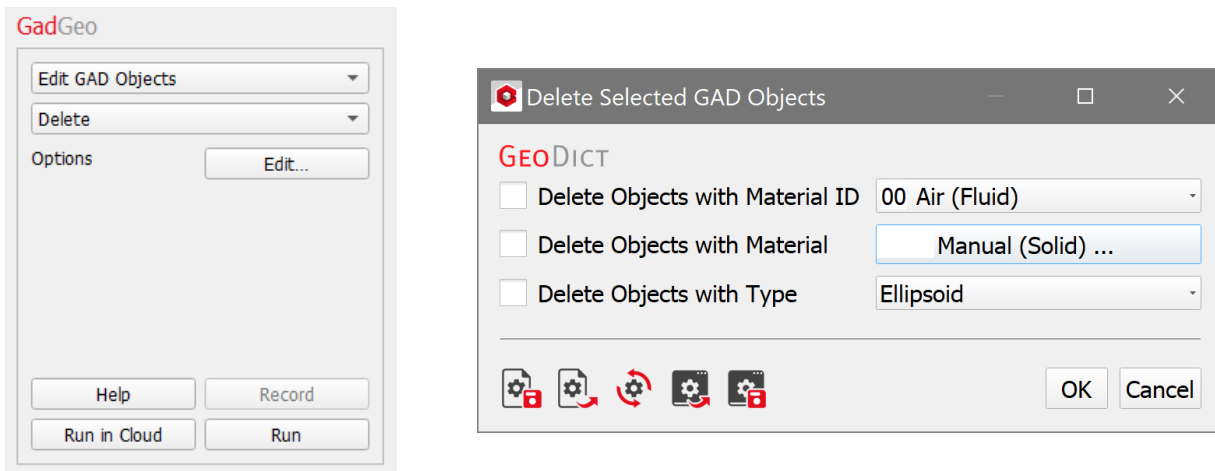 GadGeo
Edit GAD Objects
Delete
Options Edit...
Help Record
Run in Cloud Run
Delete Selected GAD Objects
GEODICT
Delete Objects with Material ID 00 Air (Fluid)
Delete Objects with Material Manual (Solid) ...
Delete Objects with Type Ellipsoid
OK Cancel